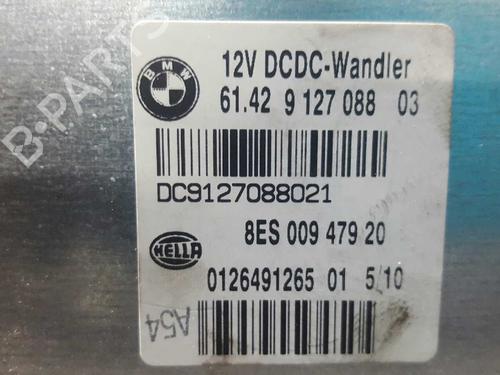 BMW
12V DCDC-Wandler
61.42 9 127 088 03
DC9127088021
8ES 009 479 20
HELLA
0126491265 01 5/10
A54
B-PARTS